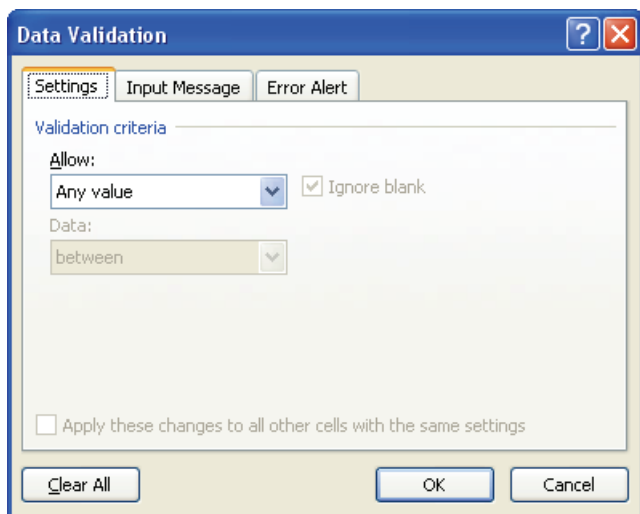 Data Validation
Settings Input Message Error Alert
Validation criteria
Allow:
Any value Ignore blank
Data:
between
Apply these changes to all other cells with the same settings
Clear All OK Cancel